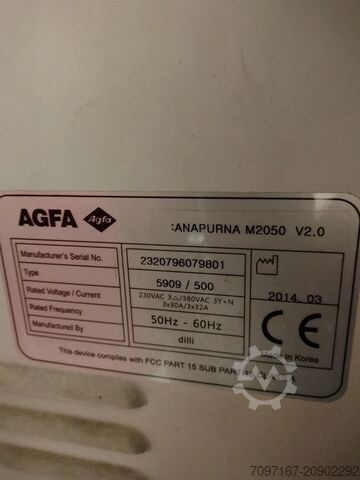 AGFA Agfa :ANAPURNA M2050 V2.0
Manufacturer's Serial No. 2320796079801
Type 5909 / 500
Rated Voltage / Current 230VAC 3△/380VAC 3Y+N
3x30A/3x32A
Rated Frequency 50Hz - 60Hz
Manufactured By dilli
2014. 03
CE
Made in Korea
This device complies with FCC PART 15 SUB PART
7097167-20902292